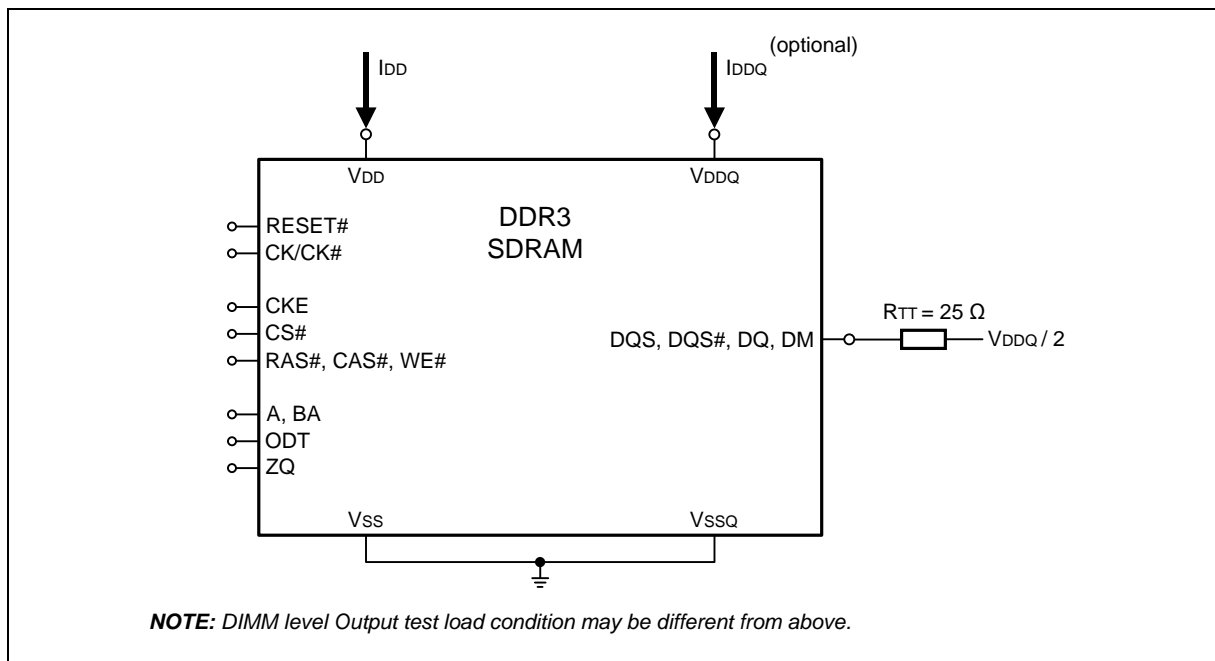 (optional)
IDD
IDDQ
VDD
VDDQ
DDR3
SDRAM
RESET#
CK/CK#
CKE
CS#
RAS#, CAS#, WE#
A, BA
ODT
ZQ
DQS, DQS#, DQ, DM
RTT = 25 Ω
VDDQ / 2
VSS
VSSQ
NOTE: DIMM level Output test load condition may be different from above.